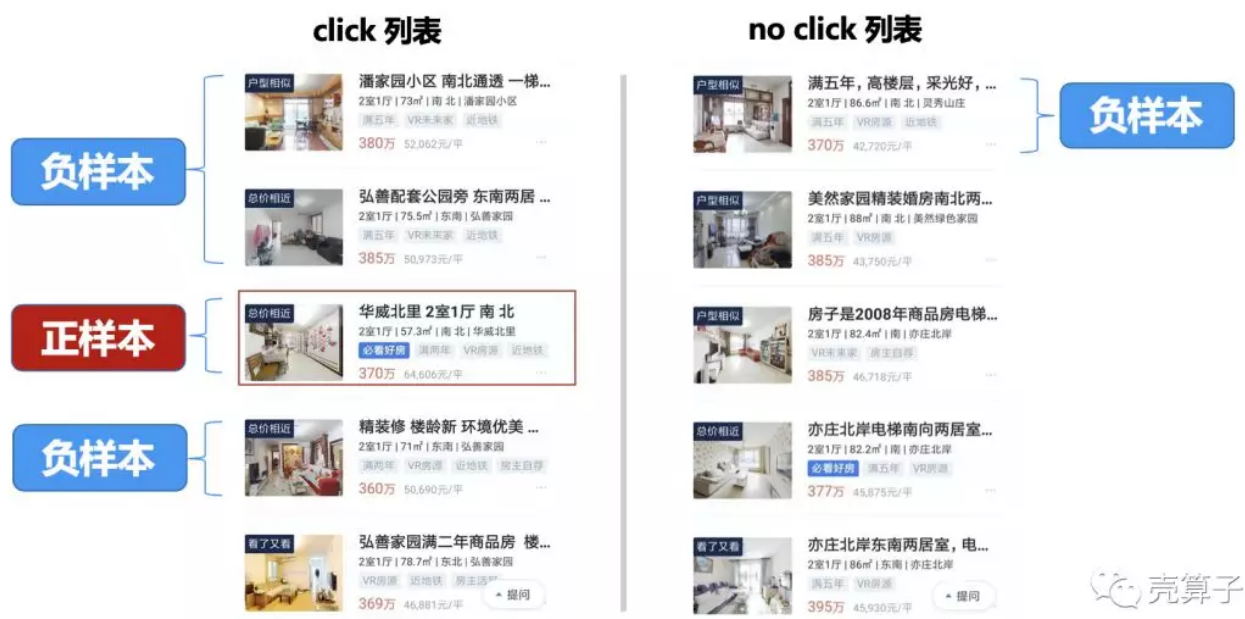 click 列表
no click 列表
负样本
正样本
负样本
户型相似
潘家园小区 南北通透 一梯...
2室1厅 | 73㎡ | 南 北 | 潘家园小区
满五年 VR未来家 近地铁
380万 52,062元/平
总价相近
弘善配套公园旁 东南两居 ...
2室1厅 | 75.5㎡ | 东南 | 弘善家园
满五年 VR未来家 近地铁
385万 50,973元/平
总价相近
华威北里 2室1厅 南 北
2室1厅 | 57.3㎡ | 南 北 | 华威北里
必看好房 满两年 VR房源 近地铁
370万 64,606元/平
总价相近
精装修 楼龄新 环境优美 ...
2室1厅 | 71㎡ | 东南 | 弘善家园
满两年 VR房源 近地铁 房主自荐
360万 50,690元/平
看了又看
弘善家园满二年商品房 楼...
2室1厅 | 78.7㎡ | 东北 | 弘善家园
VR房源 近地铁 房主
369万 46,881元/平
提问
户型相似
满五年，高楼层，采光好，...
2室1厅 | 86.6㎡ | 南 北 | 灵秀山庄
满五年 VR房源 近地铁
370万 42,720元/平
户型相似
美然家园精装婚房南北两...
2室1厅 | 88㎡ | 南 北 | 美然绿色家园
满五年 VR房源
385万 43,750元/平
户型相似
房子是2008年商品房电梯...
2室1厅 | 82.4㎡ | 南 | 亦庄北岸
VR未来家 房主自荐
385万 46,718元/平
总价相近
亦庄北岸电梯南向两居室...
2室1厅 | 82.2㎡ | 南 | 亦庄北岸
必看好房 满五年 VR房源
377万 45,875元/平
看了又看
亦庄北岸东南两居室，电...
2室1厅 | 86㎡ | 东南 | 亦庄北岸
满五年 VR房源
395万 45,930元/平
提问
负样本
壳算子